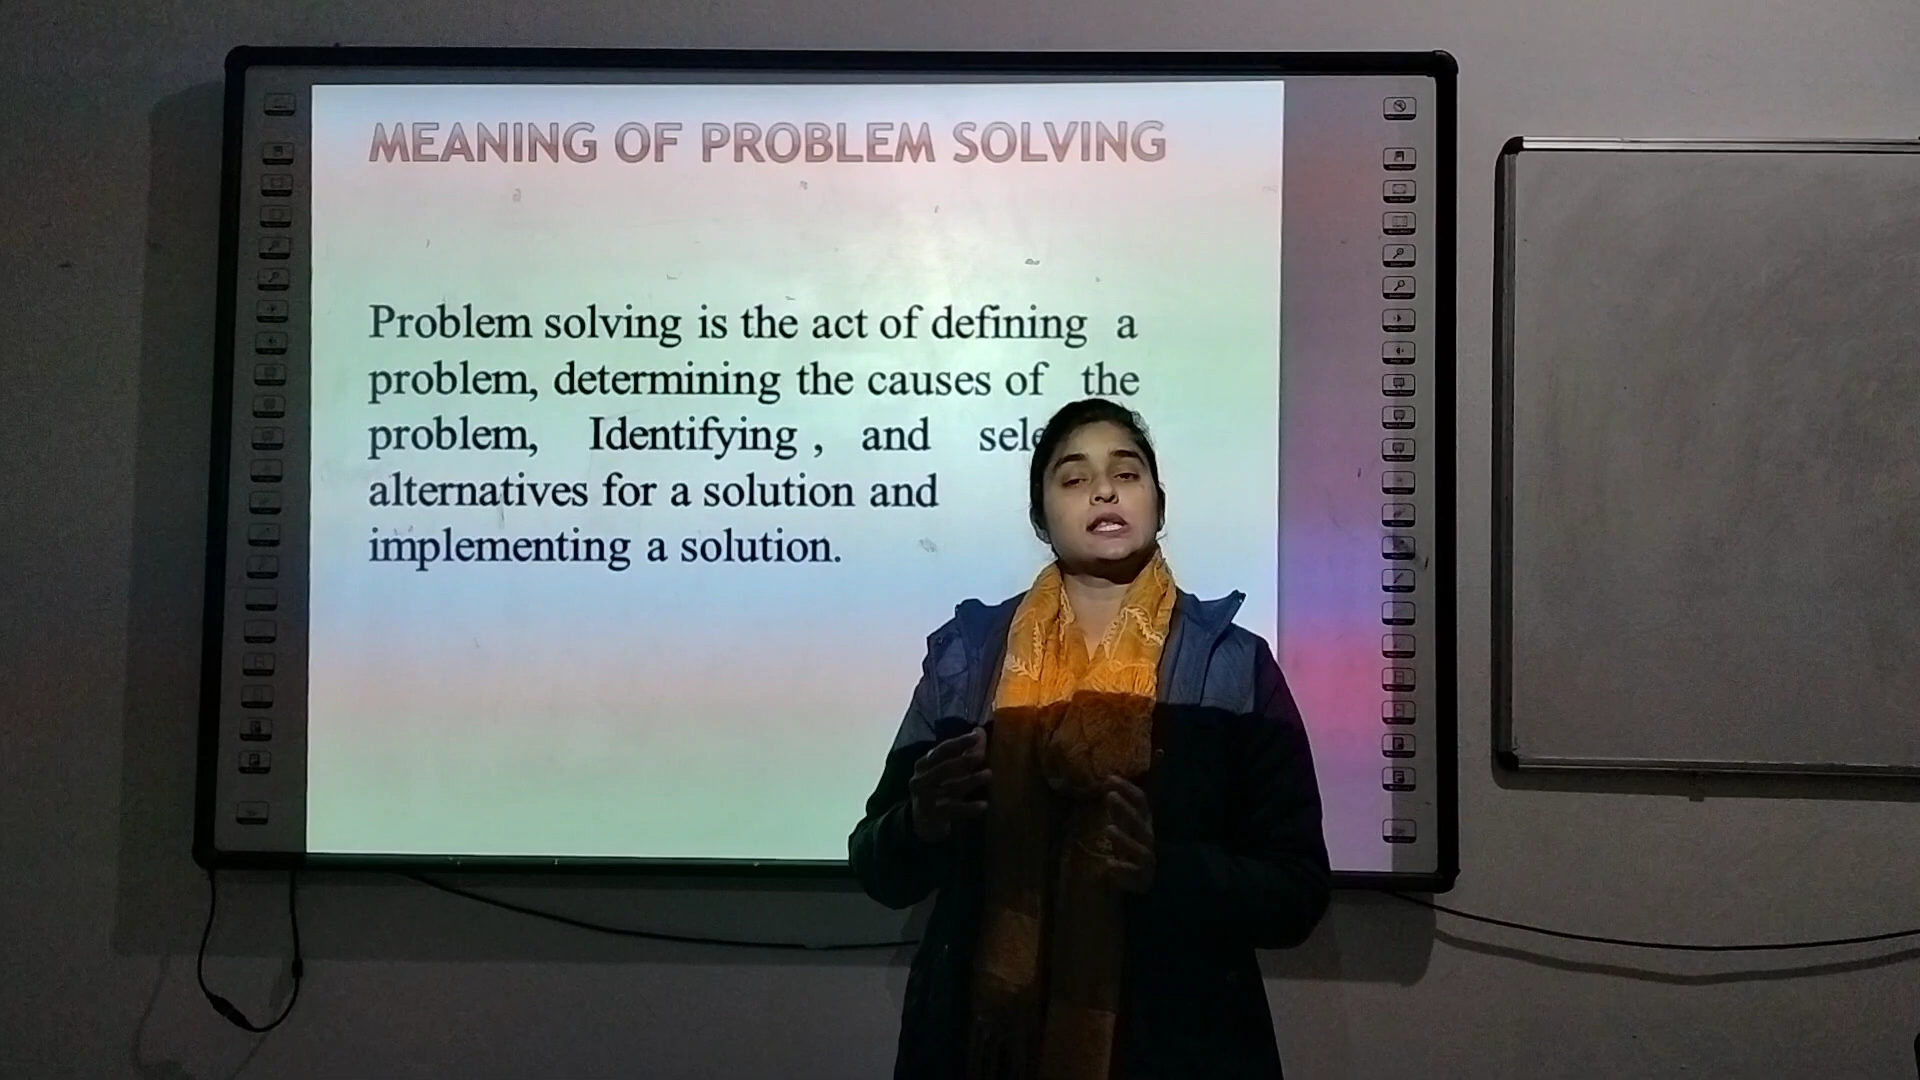 MEANING OF PROBLEM SOLVING
Problem solving is the act of defining a
problem, determining the causes of the
problem, Identifying , and
alternatives for a solution and
implementing a solution.